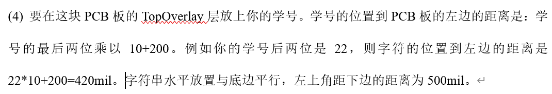 (4) 要在这块 PCB 板的 TopOverlay 层放上你的学号。学号的位置到 PCB 板的左边的距离是：学
号的最后两位乘以 10+200。例如你的学号后两位是 22，则字符的位置到左边的距离是
22*10+200=420mil。字符串水平放置与底边平行，左上角距下边的距离为 500mil。↵